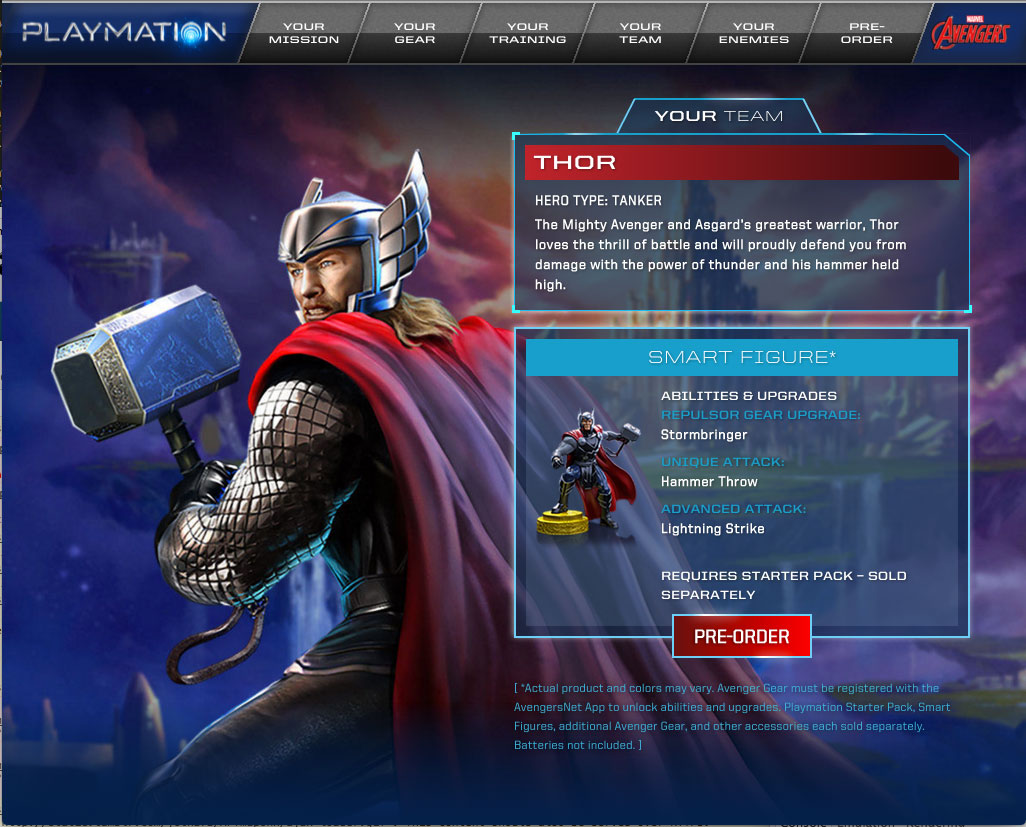 PLAYMATION
YOUR MISSION
YOUR GEAR
YOUR TRAINING
YOUR TEAM
YOUR ENEMIES
PRE-ORDER
MARVEL
AVENGERS
YOUR TEAM
THOR
HERO TYPE: TANKER
The Mighty Avenger and Asgard's greatest warrior, Thor
loves the thrill of battle and will proudly defend you from
damage with the power of thunder and his hammer held
high.
SMART FIGURE*
ABILITIES & UPGRADES
REPULSOR GEAR UPGRADE:
Stormbringer
UNIQUE ATTACK:
Hammer Throw
ADVANCED ATTACK:
Lightning Strike
REQUIRES STARTER PACK – SOLD
SEPARATELY
PRE-ORDER
[ *Actual product and colors may vary. Avenger Gear must be registered with the
AvengersNet App to unlock abilities and upgrades. Playmation Starter Pack, Smart
Figures, additional Avenger Gear, and other accessories each sold separately.
Batteries not included. ]